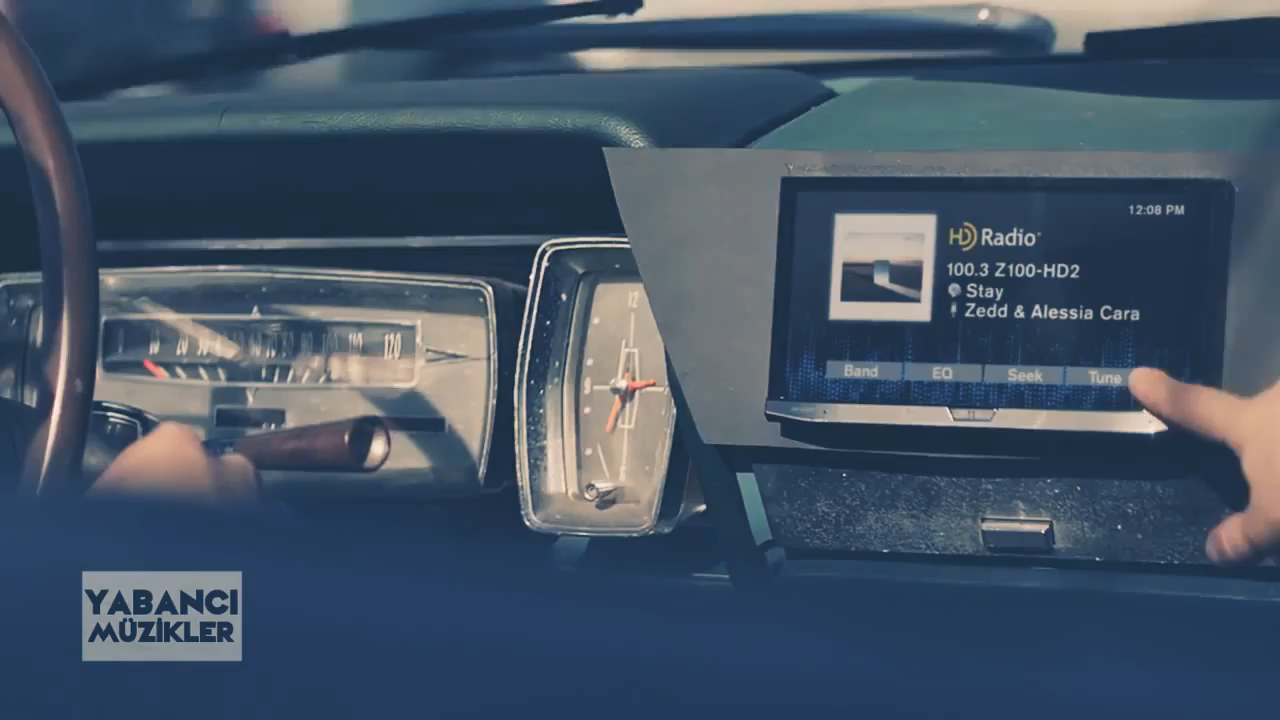 12:08 PM
HD Radio
100.3 Z100-HD2
Stay
Zedd & Alessia Cara
Band EQ Seek Tune
12
120
YABANCI
MÜZİKLER